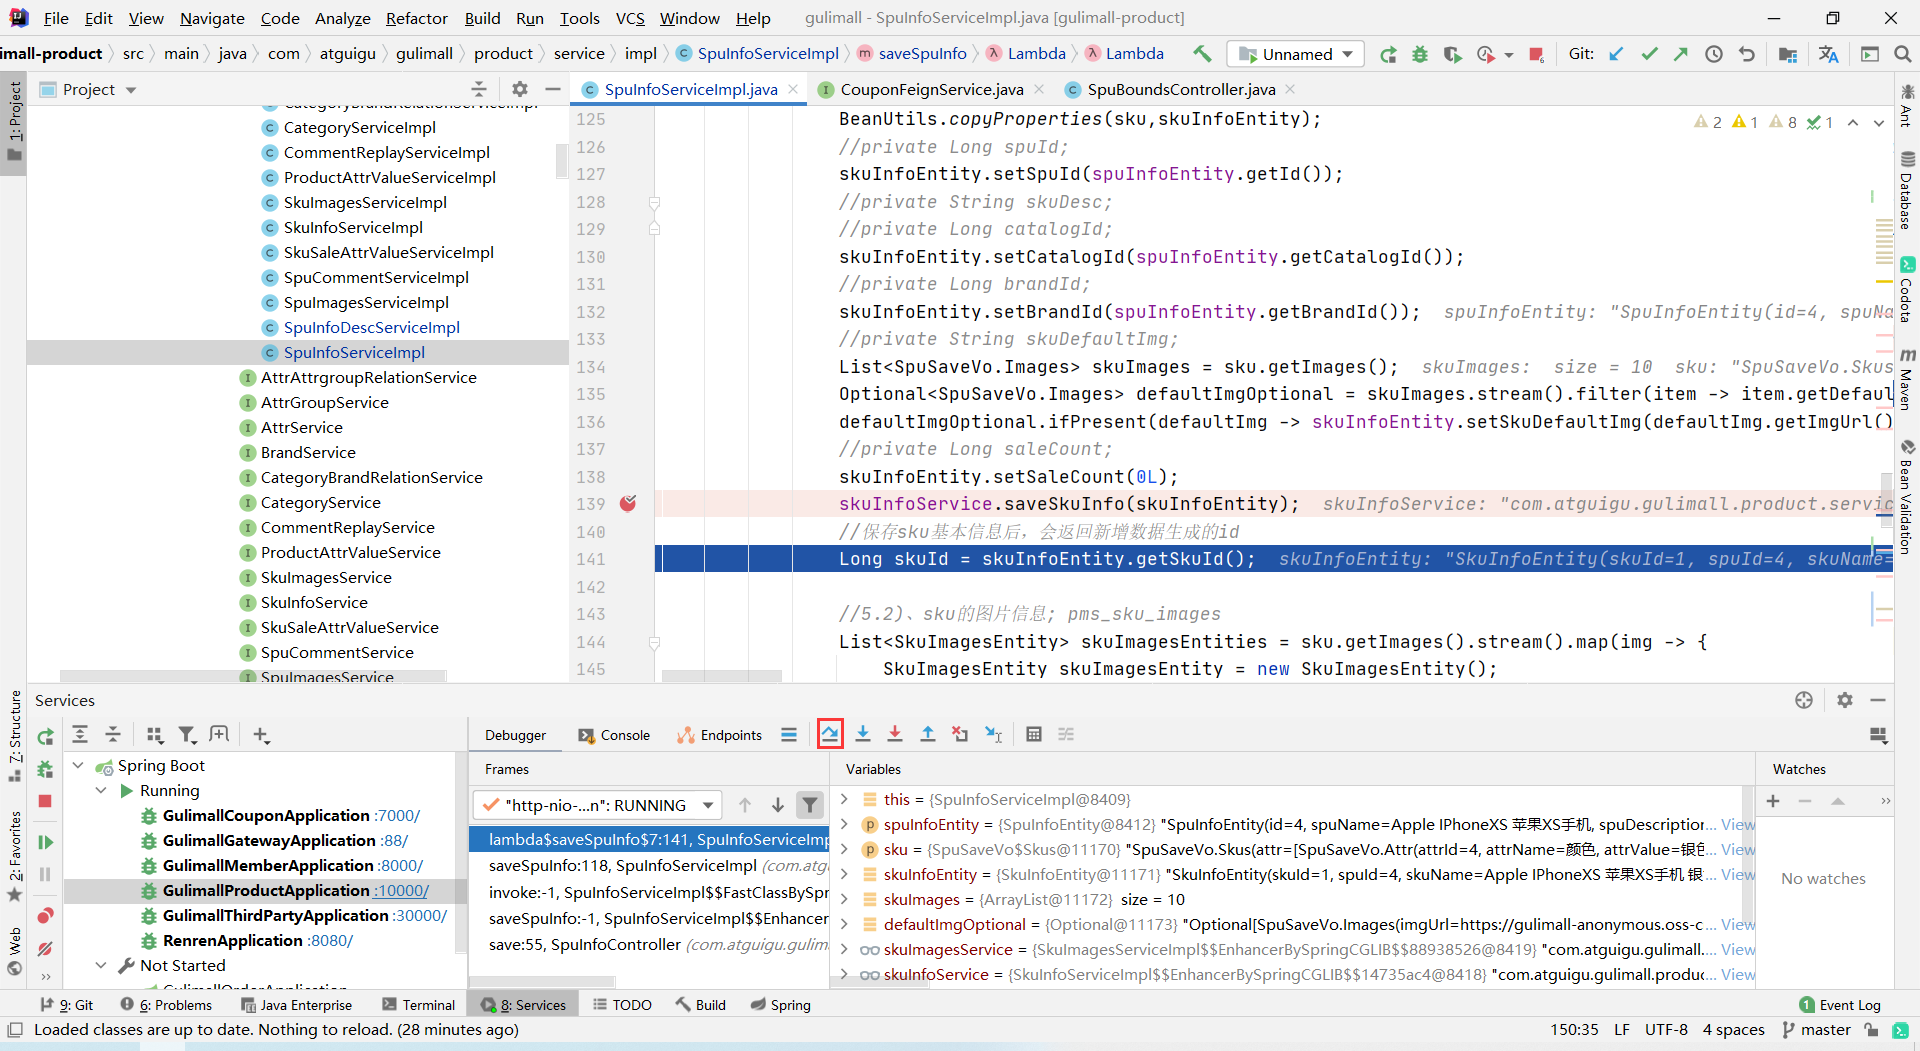 File Edit View Navigate Code Analyze Refactor Build Run Tools VCS Window Help gulimall - SpuInfoServiceImpl.java [gulimall-product]
imall-product src main java com atguigu gulimall product service impl SpuInfoServiceImpl saveSpuInfo Lambda Lambda Unnamed Git:
1: Project
Project
CategoryBrandRelationServiceImpl
CategoryServiceImpl
CommentReplayServiceImpl
ProductAttrValueServiceImpl
SkuImagesServiceImpl
SkuInfoServiceImpl
SkuSaleAttrValueServiceImpl
SpuCommentServiceImpl
SpuImagesServiceImpl
SpuInfoDescServiceImpl
SpuInfoServiceImpl
AttrAttrgroupRelationService
AttrGroupService
AttrService
BrandService
CategoryBrandRelationService
CategoryService
CommentReplayService
ProductAttrValueService
SkuImagesService
SkuInfoService
SkuSaleAttrValueService
SpuCommentService
SpuImagesService
SpuInfoServiceImpl.java CouponFeignService.java SpuBoundsController.java
2 1 8 1
125 BeanUtils.copyProperties(sku,skuInfoEntity);
126 //private Long spuId;
127 skuInfoEntity.setSpuId(spuInfoEntity.getId());
128 //private String skuDesc;
129 //private Long catalogId;
130 skuInfoEntity.setCatalogId(spuInfoEntity.getCatalogId());
131 //private Long brandId;
132 skuInfoEntity.setBrandId(spuInfoEntity.getBrandId()); spuInfoEntity: "SpuInfoEntity(id=4, spuNa
133 //private String skuDefaultImg;
134 List<SpuSaveVo.Images> skuImages = sku.getImages(); skuImages: size = 10 sku: "SpuSaveVo.Skus
135 Optional<SpuSaveVo.Images> defaultImgOptional = skuImages.stream().filter(item -> item.getDefaul
136 defaultImgOptional.ifPresent(defaultImg -> skuInfoEntity.setSkuDefaultImg(defaultImg.getImgUrl()
137 //private Long saleCount;
138 skuInfoEntity.setSaleCount(0L);
139 skuInfoService.saveSkuInfo(skuInfoEntity); skuInfoService: "com.atguigu.gulimall.product.servic
140 //保存sku基本信息后，会返回新增数据生成的id
141 Long skuId = skuInfoEntity.getSkuId(); skuInfoEntity: "SkuInfoEntity(skuId=1, spuId=4, skuName=
142
143 //5.2)、sku的图片信息; pms_sku_images
144 List<SkuImagesEntity> skuImagesEntities = sku.getImages().stream().map(img -> {
145 SkuImagesEntity skuImagesEntity = new SkuImagesEntity();
Ant
Database
Codota
Maven
Bean Validation
7: Structure
2: Favorites
Web
Services
Debugger Console Endpoints
Spring Boot
Running
GulimallCouponApplication :7000/
GulimallGatewayApplication :88/
GulimallMemberApplication :8000/
GulimallProductApplication :10000/
GulimallThirdPartyApplication :30000/
RenrenApplication :8080/
Not Started
GulimallOrderApplication
Frames
"http-nio-...n": RUNNING
lambda$saveSpuInfo$7:141, SpuInfoServiceImp
saveSpuInfo:118, SpuInfoServiceImpl (com.atgu
invoke:-1, SpuInfoServiceImpl$$FastClassBySpr
saveSpuInfo:-1, SpuInfoServiceImpl$$Enhancer
save:55, SpuInfoController (com.atguigu.gulim
Variables
this = {SpuInfoServiceImpl@8409}
spuInfoEntity = {SpuInfoEntity@8412} "SpuInfoEntity(id=4, spuName=Apple IPhoneXS 苹果XS手机, spuDescription... View
sku = {SpuSaveVo$Skus@11170} "SpuSaveVo.Skus(attr=[SpuSaveVo.Attr(attrId=4, attrName=颜色, attrValue=银色... View
skuInfoEntity = {SkuInfoEntity@11171} "SkuInfoEntity(skuId=1, spuId=4, skuName=Apple IPhoneXS 苹果XS手机 银... View
skuImages = {ArrayList@11172} size = 10
defaultImgOptional = {Optional@11173} "Optional[SpuSaveVo.Images(imgUrl=https://gulimall-anonymous.oss-c... View
skuImagesService = {SkuImagesServiceImpl$$EnhancerBySpringCGLIB$$88938526@8419} "com.atguigu.gulimall.... View
skuInfoService = {SkuInfoServiceImpl$$EnhancerBySpringCGLIB$$14735ac4@8418} "com.atguigu.gulimall.produc... View
Watches
No watches
9: Git 6: Problems Java Enterprise Terminal 8: Services TODO Build Spring 1 Event Log
Loaded classes are up to date. Nothing to reload. (28 minutes ago) 150:35 LF UTF-8 4 spaces master